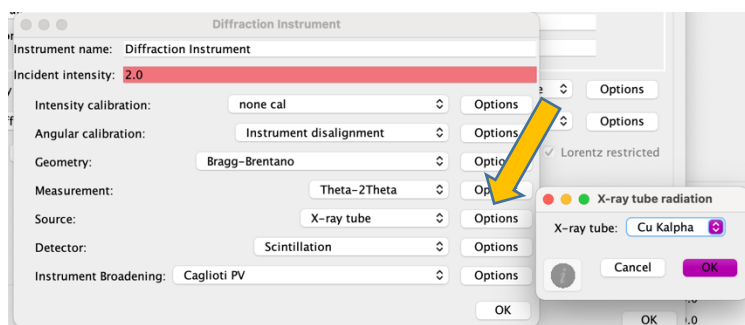 Diffraction Instrument
Instrument name: Diffraction Instrument
Incident intensity: 2.0
Intensity calibration: none cal Options
Options
Angular calibration: Instrument disalignment Options
Options
Geometry: Bragg-Brentano
Lorentz restricted
Measurement: Theta-2Theta
X-ray tube radiation
Source: X-ray tube Options
X-ray tube: Cu Kalpha
Detector: Scintillation Options
Cancel OK
Instrument Broadening: Caglioti PV Options
OK
OK